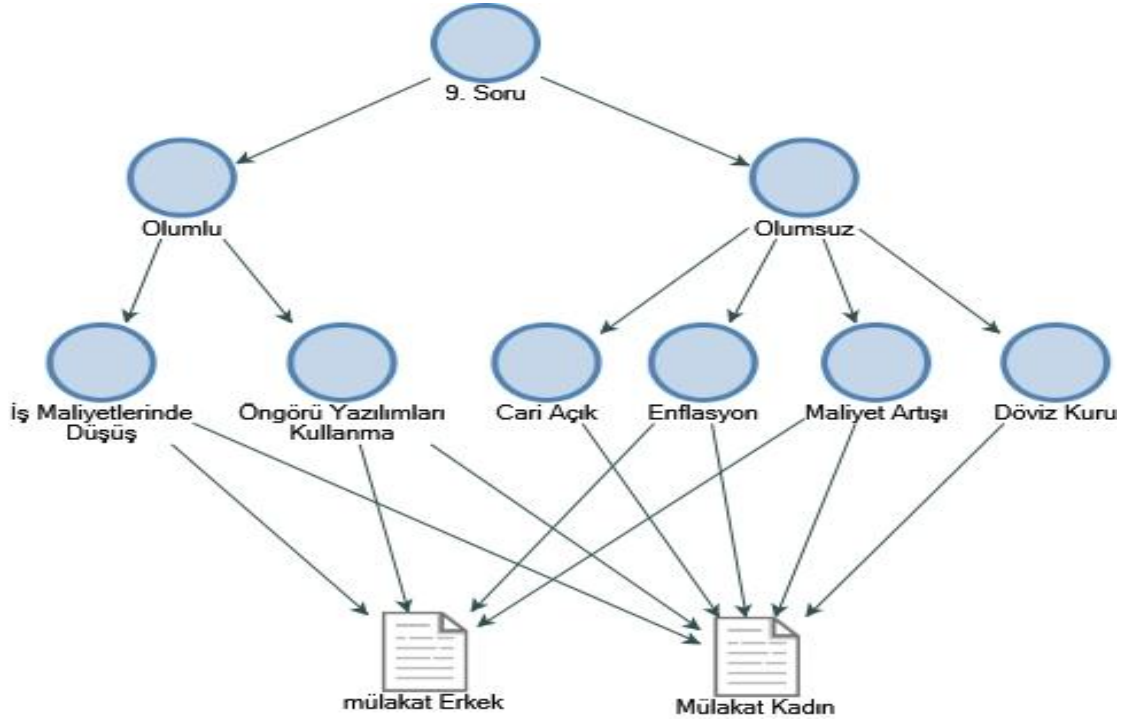 9. Soru
Olumlu
Olumsuz
İş Maliyetlerinde
Düşüş
Öngörü Yazılımları
Kullanma
Cari Açık
Enflasyon
Maliyet Artışı
Döviz Kuru
mülakat Erkek
Mülakat Kadın